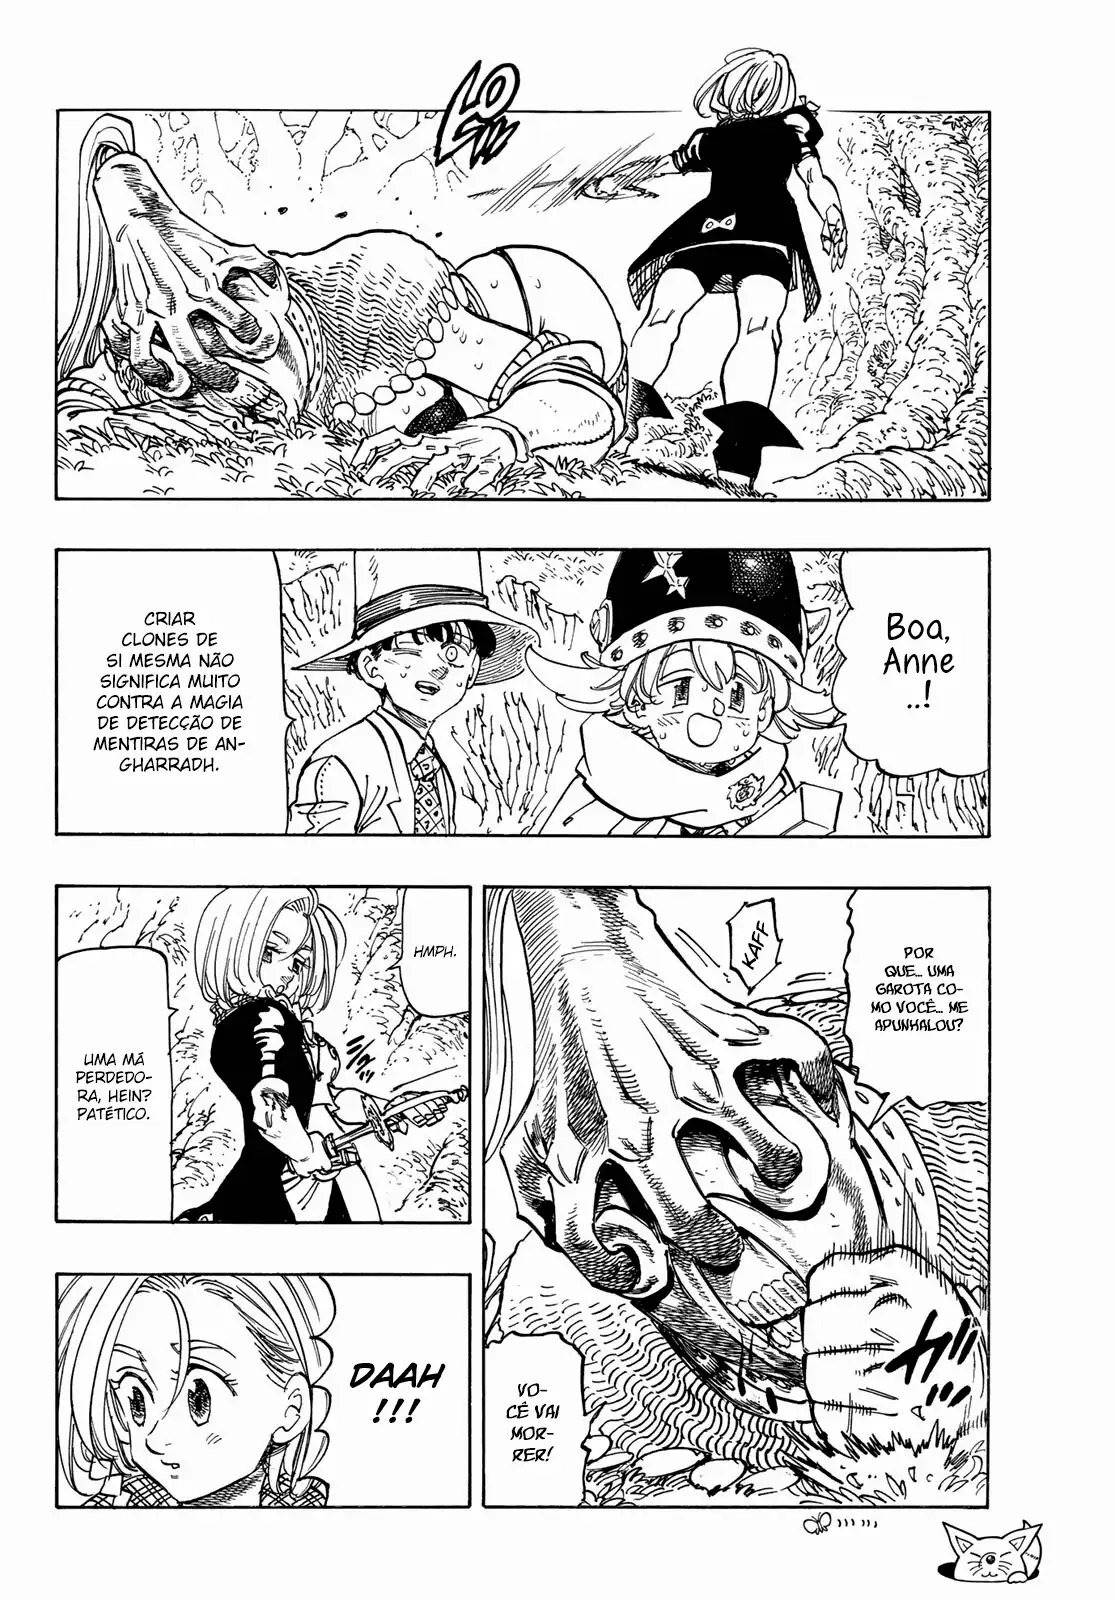 BOA,
ANNE
..!
CRIAR
CLONES DE
SI MESMA NÃO
SIGNIFICA MUITO
CONTRA A MAGIA
DE DETECÇÃO DE
MENTIRAS DE AN-
GHARRADH.
KAFF
POR
QUE... UMA
GAROTA CO-
MO VOCÊ... ME
APUNHALOU?
VO-
CÊ VAI
MOR-
RER!
HMPH.
UMA MÁ
PERDEDO-
RA, HEIN?
PATÉTICO.
DAAH
!!!